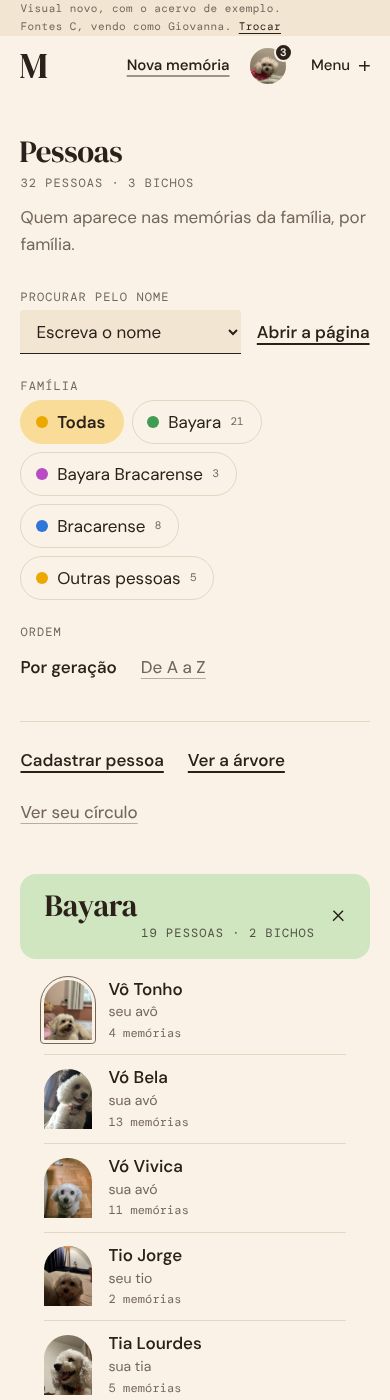 Visual novo, com o acervo de exemplo.
Fontes C, vendo como Giovanna. Trocar
M
Nova memória
3
Menu +
Pessoas
32 PESSOAS · 3 BICHOS
Quem aparece nas memórias da família, por
família.
PROCURAR PELO NOME
Escreva o nome
Abrir a página
FAMÍLIA
Todas
Bayara 21
Bayara Bracarense 3
Bracarense 8
Outras pessoas 5
ORDEM
Por geração De A a Z
Cadastrar pessoa Ver a árvore
Ver seu círculo
Bayara
19 PESSOAS · 2 BICHOS
×
Vô Tonho
seu avô
4 memórias
Vó Bela
sua avó
13 memórias
Vó Vivica
sua avó
11 memórias
Tio Jorge
seu tio
2 memórias
Tia Lourdes
sua tia
5 memórias